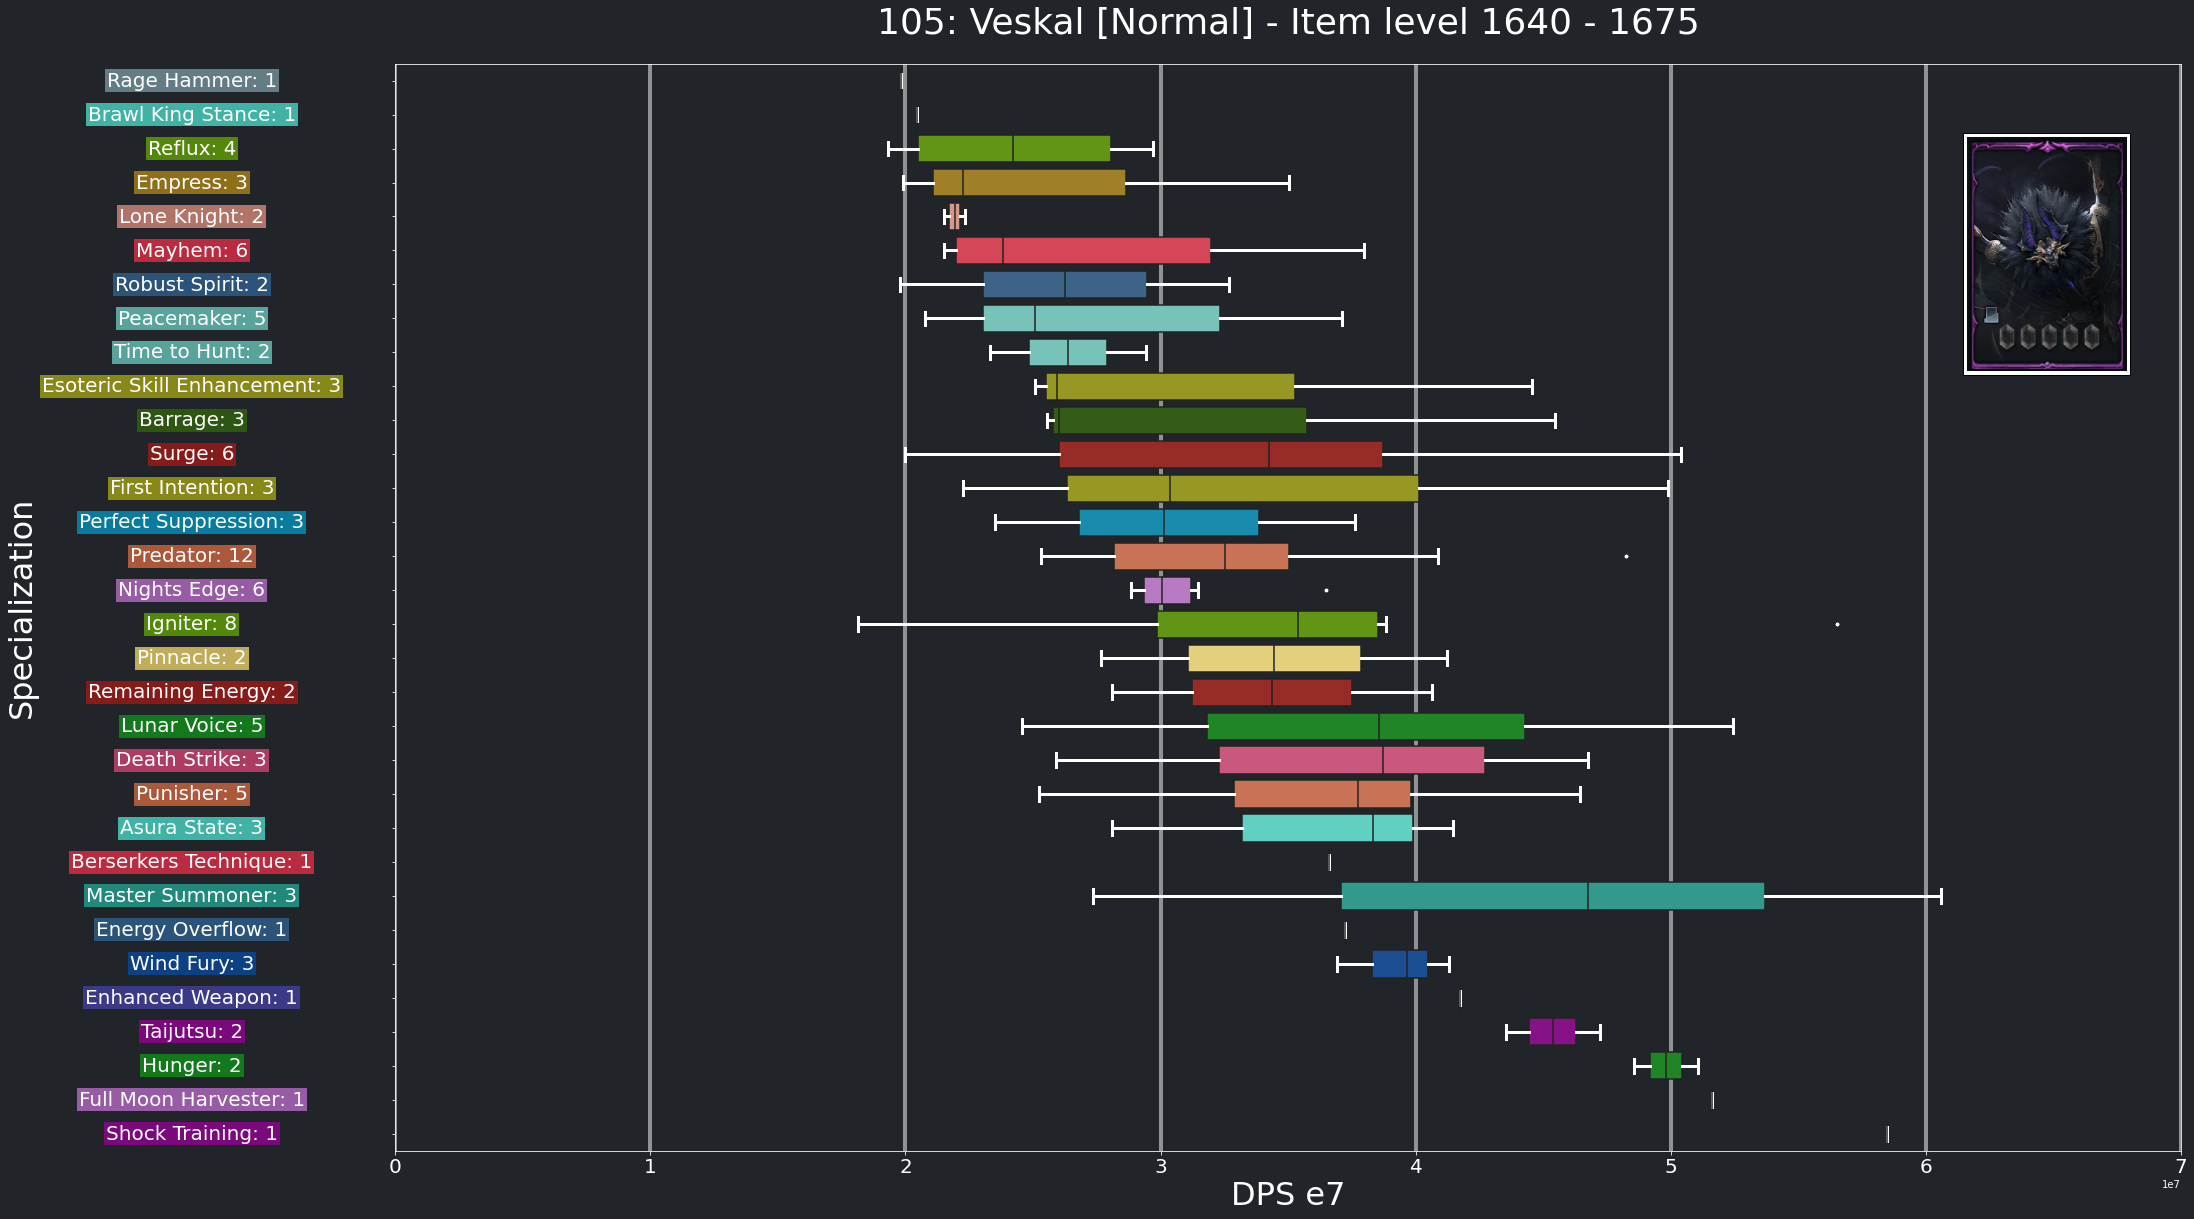 105: Veskal [Normal] - Item level 1640 - 1675
Rage Hammer: 1
Brawl King Stance: 1
Reflux: 4
Empress: 3
Lone Knight: 2
Mayhem: 6
Robust Spirit: 2
Peacemaker: 5
Time to Hunt: 2
Esoteric Skill Enhancement: 3
Barrage: 3
Surge: 6
First Intention: 3
Perfect Suppression: 3
Predator: 12
Nights Edge: 6
Igniter: 8
Pinnacle: 2
Remaining Energy: 2
Lunar Voice: 5
Death Strike: 3
Punisher: 5
Asura State: 3
Berserkers Technique: 1
Master Summoner: 3
Energy Overflow: 1
Wind Fury: 3
Enhanced Weapon: 1
Taijutsu: 2
Hunger: 2
Full Moon Harvester: 1
Shock Training: 1
Specialization
0 1 2 3 4 5 6 7
1e7
DPS e7